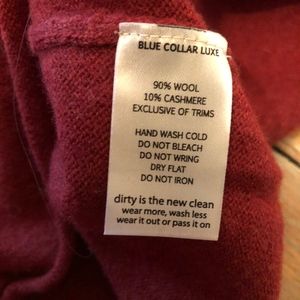 BLUE COLLAR LUXE
90% WOOL
10% CASHMERE
EXCLUSIVE OF TRIMS
HAND WASH COLD
DO NOT BLEACH
DO NOT WRING
DRY FLAT
DO NOT IRON
dirty is the new clean
wear more, wash less
wear it out or pass it on